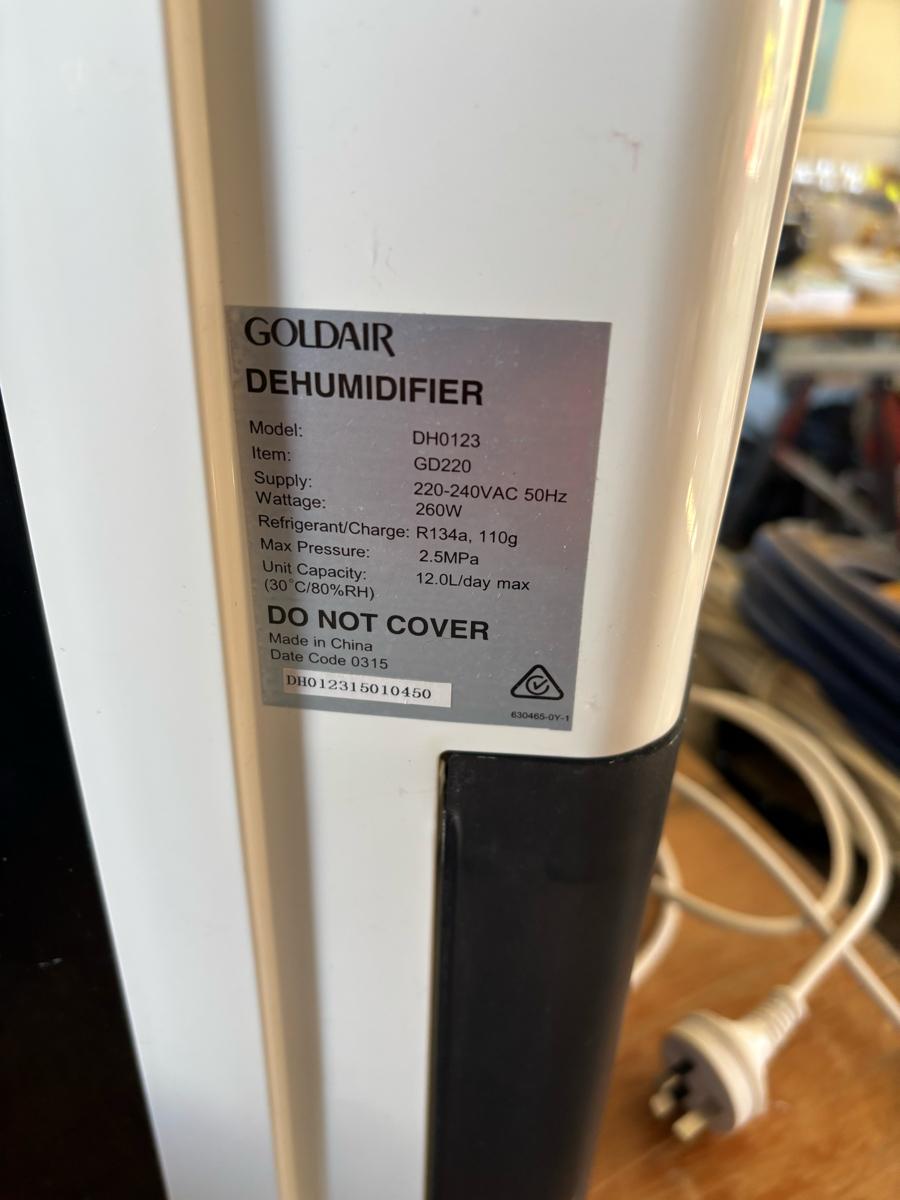 GOLDAIR
DEHUMIDIFIER
Model: DH0123
Item: GD220
Supply: 220-240VAC 50Hz
Wattage: 260W
Refrigerant/Charge: R134a, 110g
Max Pressure: 2.5MPa
Unit Capacity: 12.0L/day max
(30°C/80%RH)
DO NOT COVER
Made in China
Date Code 0315
DH012315010450
630465-0Y-1